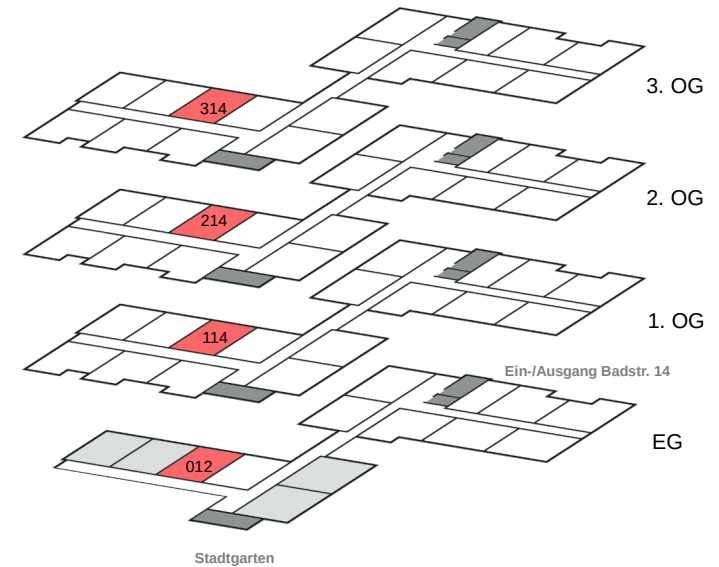 3. OG
314
2. OG
214
1. OG
114
Ein-/Ausgang Badstr. 14
EG
012
Stadtgarten